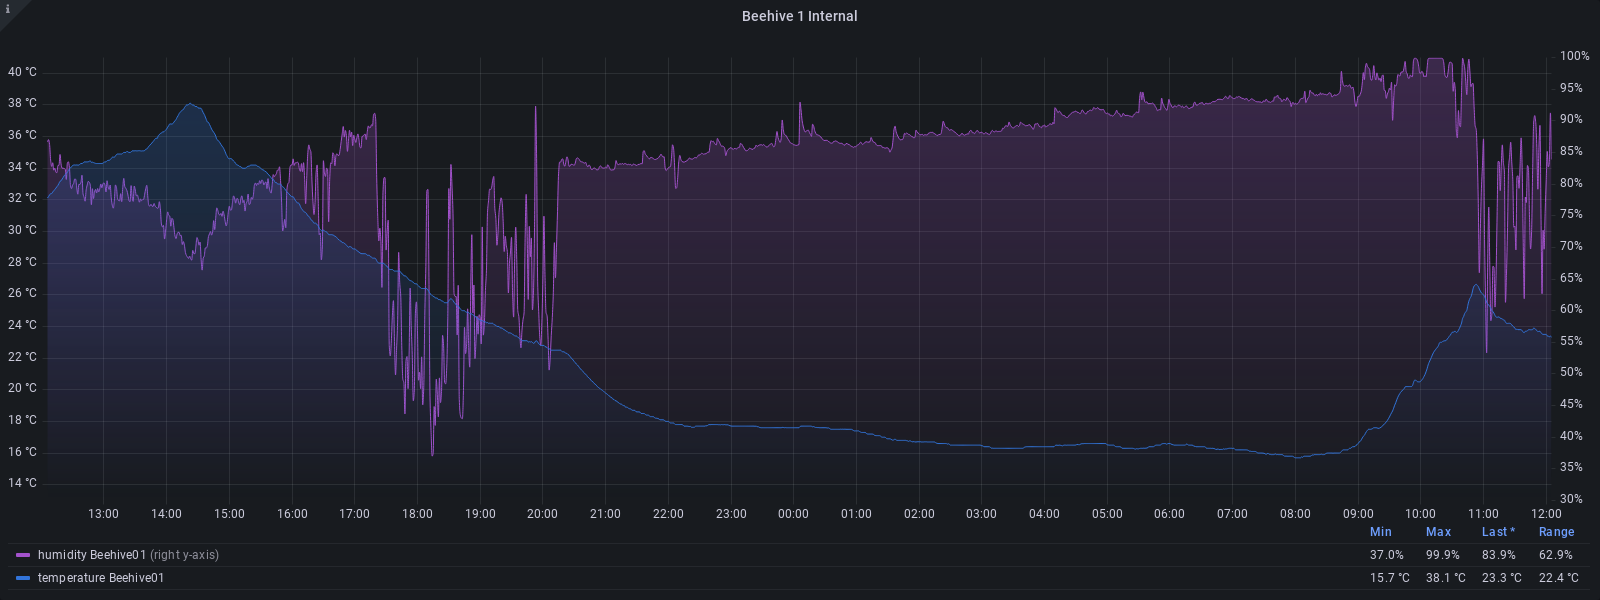 i
Beehive 1 Internal
100%
40 °C
95%
38 °C
90%
36 °C
85%
34 °C
80%
32 °C
75%
30 °C
70%
28 °C
65%
26 °C
60%
24 °C
55%
22 °C
50%
20 °C
45%
18 °C
40%
16 °C
35%
14 °C
30%
13:00 14:00 15:00 16:00 17:00 18:00 19:00 20:00 21:00 22:00 23:00 00:00 01:00 02:00 03:00 04:00 05:00 06:00 07:00 08:00 09:00 10:00 11:00 12:00
Min Max Last * Range
humidity Beehive01 (right y-axis) 37.0% 99.9% 83.9% 62.9%
temperature Beehive01 15.7 °C 38.1 °C 23.3 °C 22.4 °C